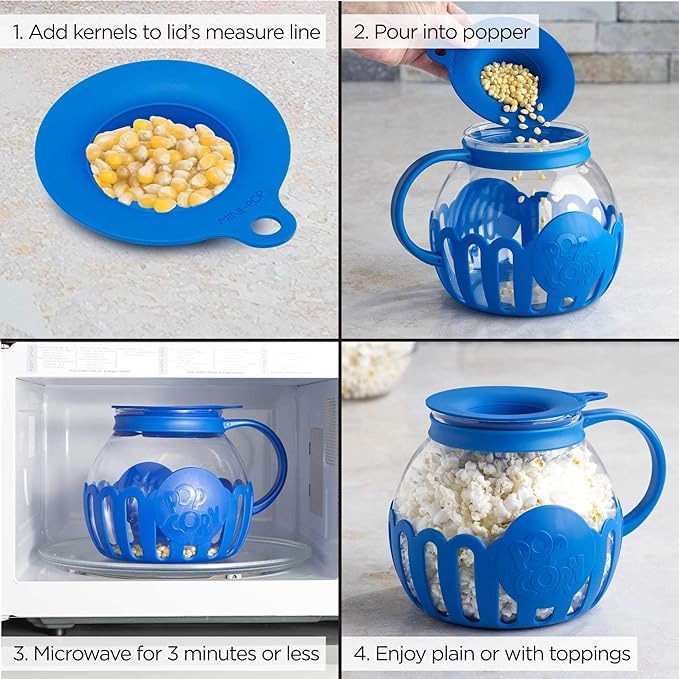 1. Add kernels to lid's measure line
2. Pour into popper
MINI-POP
POP
CORN
POP
CORN
3. Microwave for 3 minutes or less
POP
CORN
4. Enjoy plain or with toppings